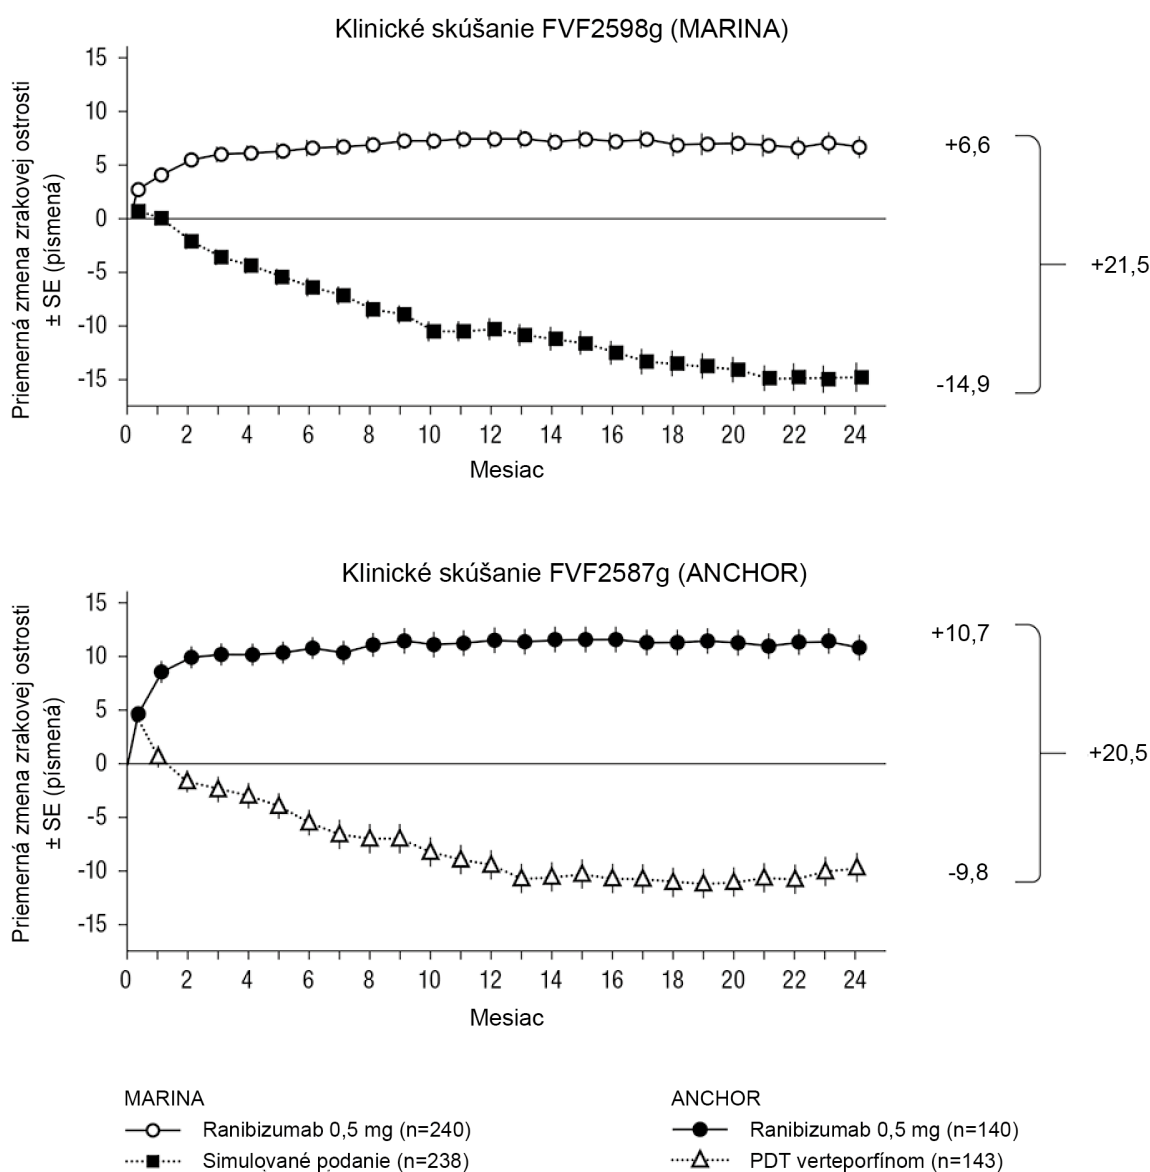 Klinické skúšanie FVF2598g (MARINA)
Priemerná zmena zrakovej ostrosti
± SE (písmená)
15
10
5
0
-5
-10
-15
0 2 4 6 8 10 12 14 16 18 20 22 24
Mesiac
+6,6
+21,5
-14,9
Klinické skúšanie FVF2587g (ANCHOR)
Priemerná zmena zrakovej ostrosti
± SE (písmená)
15
10
5
0
-5
-10
-15
0 2 4 6 8 10 12 14 16 18 20 22 24
Mesiac
+10,7
+20,5
-9,8
MARINA
Ranibizumab 0,5 mg (n=240)
Simulované podanie (n=238)
ANCHOR
Ranibizumab 0,5 mg (n=140)
PDT verteporfínom (n=143)